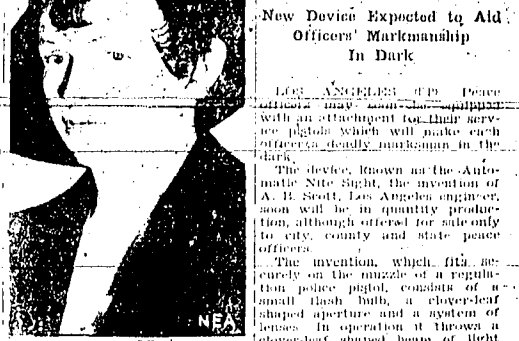 New Device Expected to Aid
Officers' Markmanship
In Dark
LOS ANGELES (UP) Peace
officers may soon be equipped
with an attachment for their serv-
ice pistols which will make each
officer a deadly marksman in the
dark.
The device, known as the Auto-
matic Nite Sight, the invention of
A. B. Scott, Los Angeles engineer,
soon will be in quantity produc-
tion, although offered for sale only
to city, county and state peace
officers.
The invention, which fits se-
curely on the muzzle of a regula-
tion police pistol, consists of a
small flash bulb, a clover-leaf
shaped aperture and a system of
lenses. In operation it throws a
clover-leaf shaped beam of light
NEA